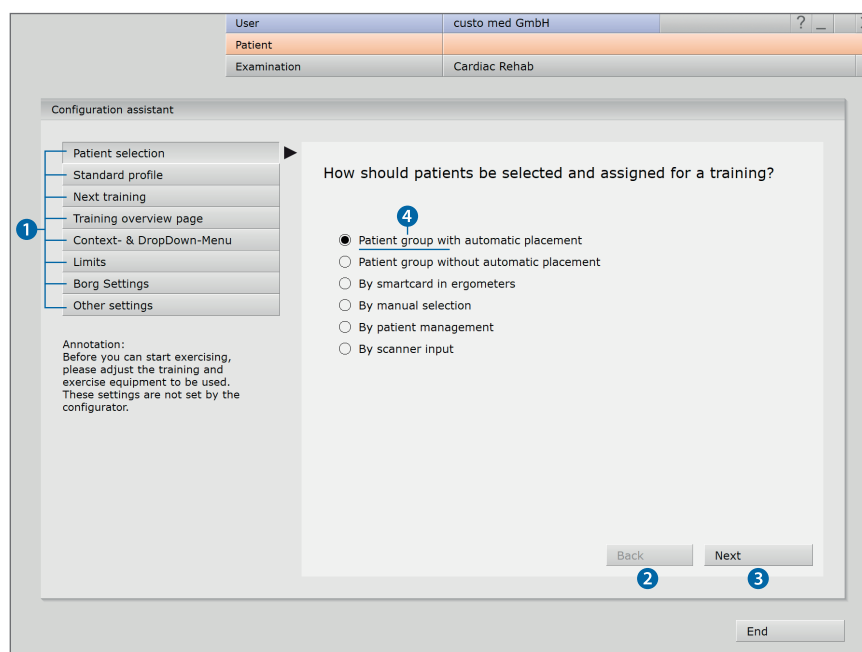 User custo med GmbH ? _
Patient
Examination Cardiac Rehab
Configuration assistant
Patient selection
Standard profile
Next training
Training overview page
Context- & DropDown-Menu
Limits
Borg Settings
Other settings
1
Annotation:
Before you can start exercising,
please adjust the training and
exercise equipment to be used.
These settings are not set by the
configurator.
How should patients be selected and assigned for a training?
4
Patient group with automatic placement
Patient group without automatic placement
By smartcard in ergometers
By manual selection
By patient management
By scanner input
Back Next
2 3
End